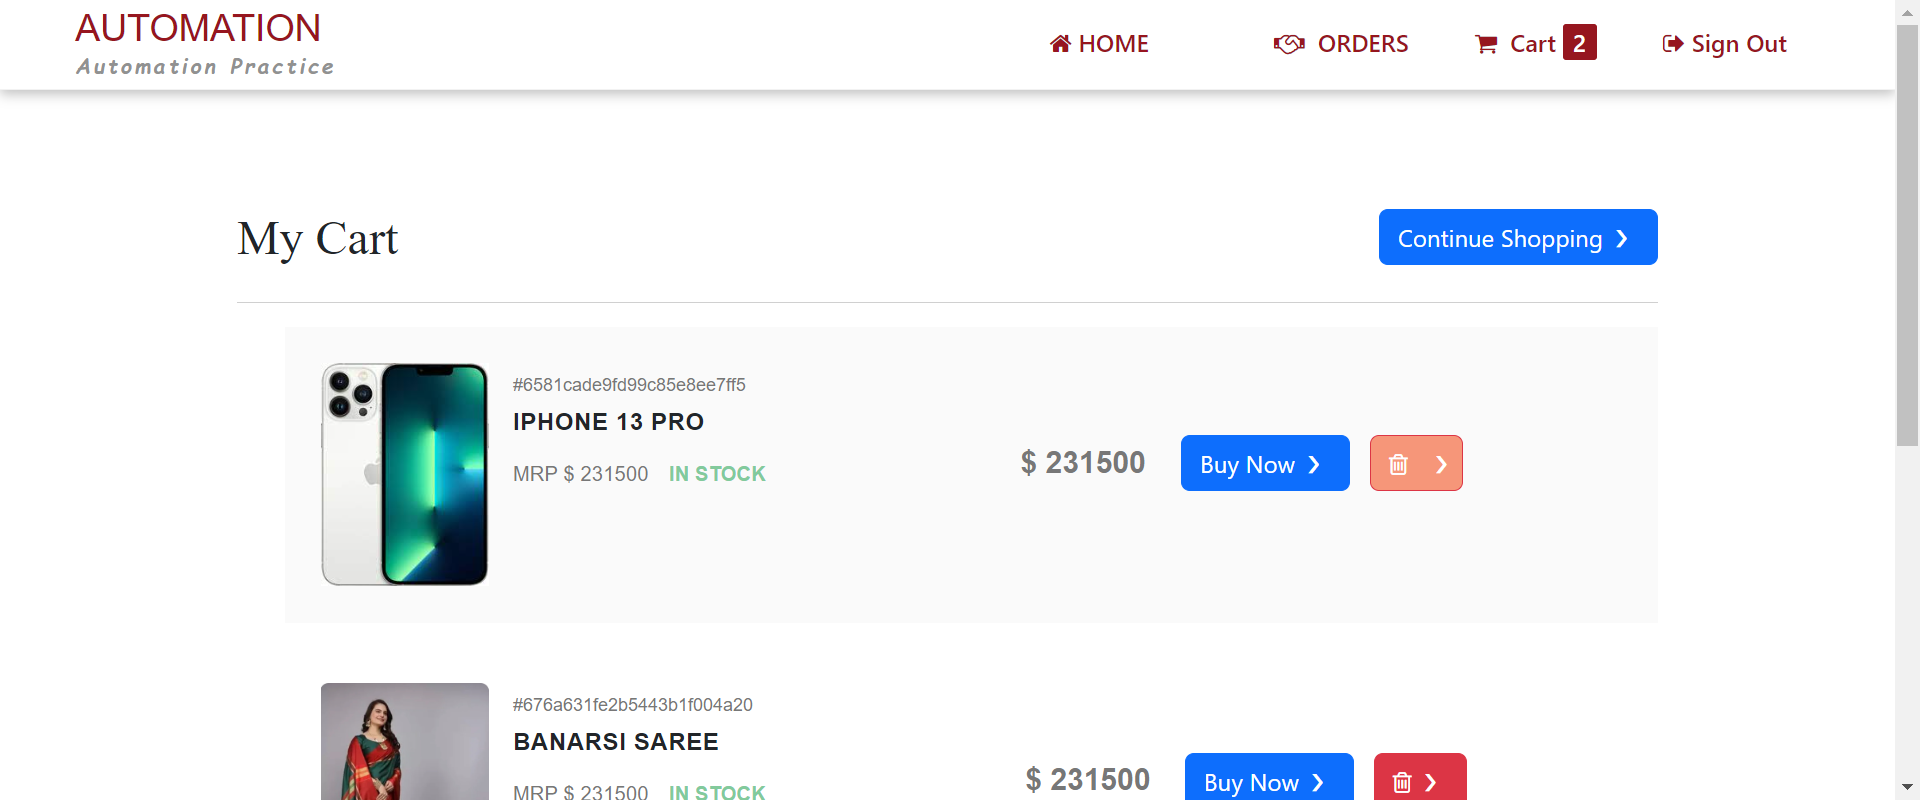 AUTOMATION
Automation Practice
HOME
ORDERS
Cart 2
Sign Out
My Cart
Continue Shopping
#6581cade9fd99c85e8ee7ff5
IPHONE 13 PRO
MRP $ 231500 IN STOCK
$ 231500
Buy Now
#676a631fe2b5443b1f004a20
BANARSI SAREE
MRP $ 231500 IN STOCK
$ 231500
Buy Now